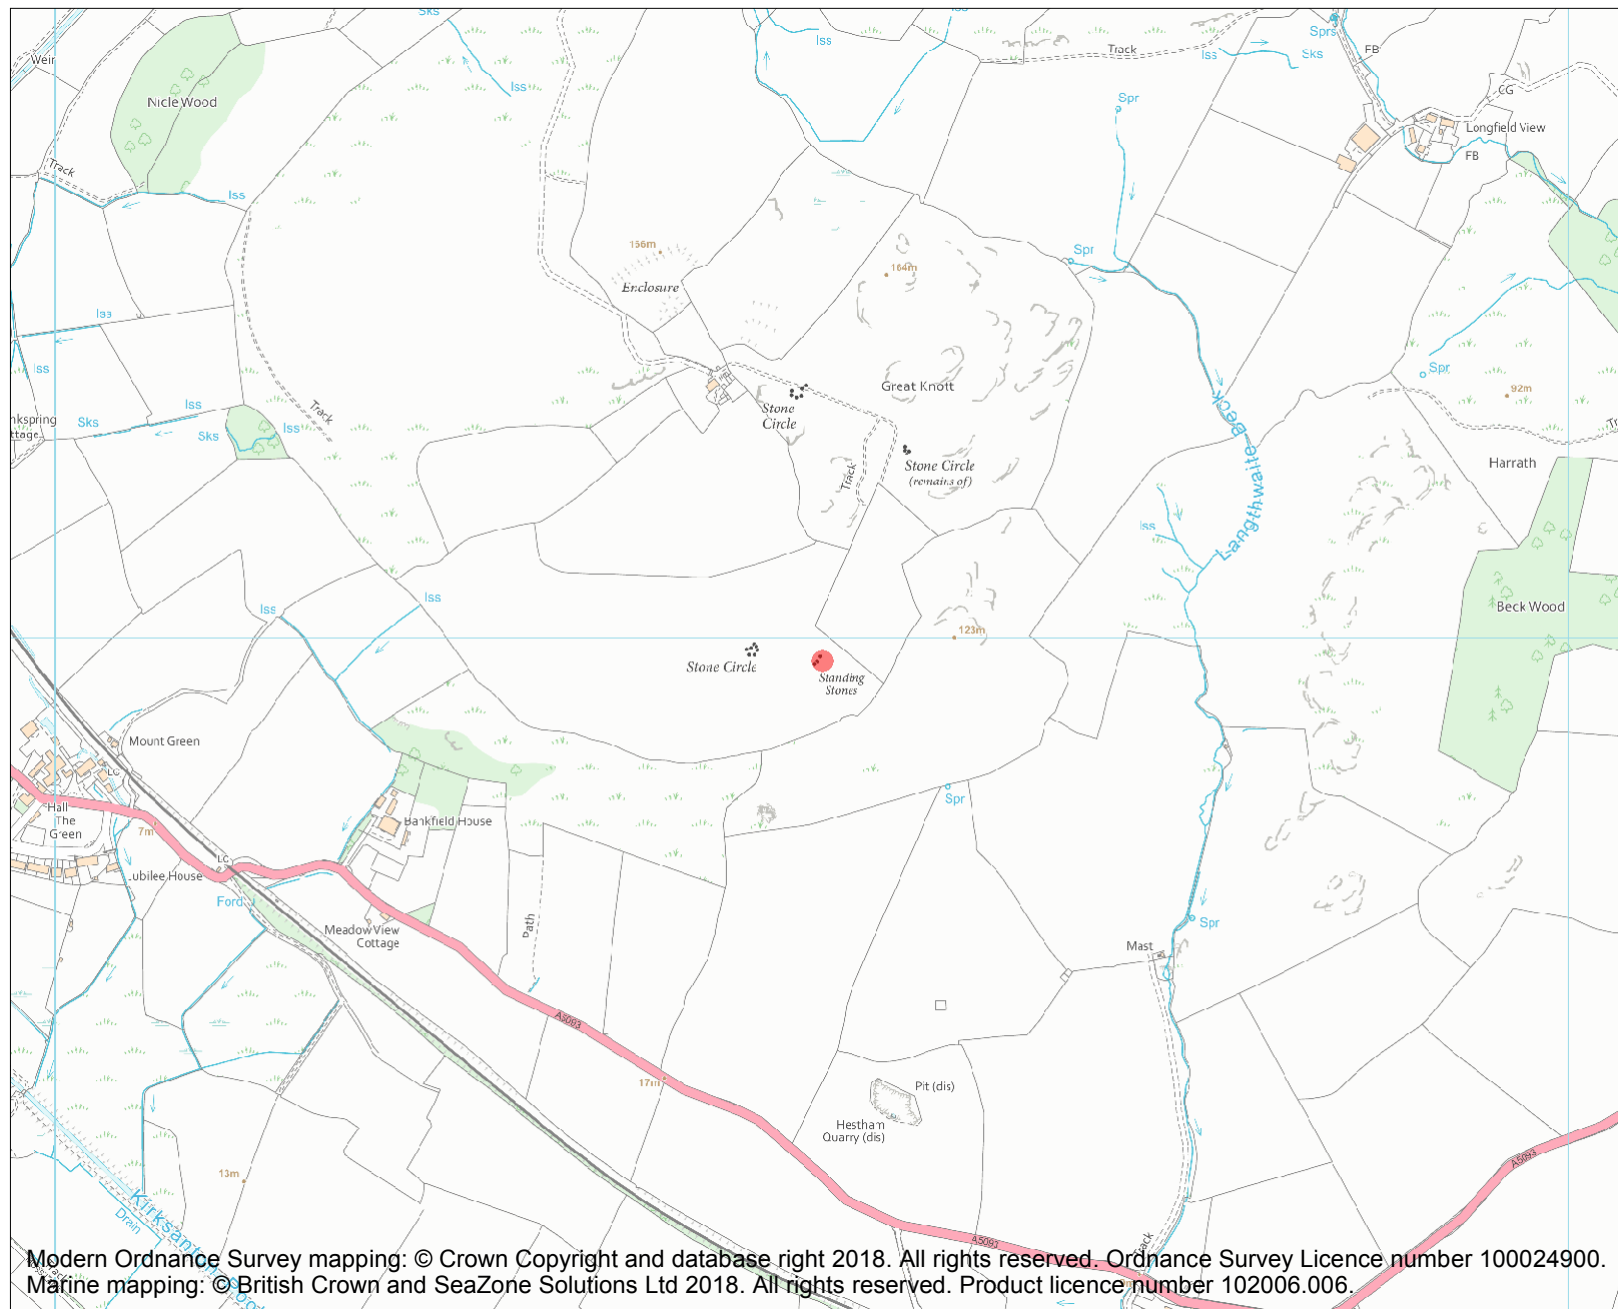 Sks
Iss
Iss
Iss
Track
Iss
Sks
Sprs
FB
Weir
Nicle Wood
Iss
Spr
CG
Longfield View
FB
Track
Iss
166m
164m
Spr
Enclosure
Iss
Iss
Spr
Great Knott
92m
Stone
Circle
Track
Iss
Sks
Sks
Iss
Langthwaite Beck
Track
Stone Circle
(remains of)
Harrath
Iss
Iss
Iss
Beck Wood
123m
Stone Circle
Standing
Stones
Mount Green
LC
Hall
The
Green
7m
Bankfield House
Spr
LC
Jubilee House
Ford
Meadow View
Cottage
Path
Spr
Mast
A5093
17m
Pit (dis)
Hestham
Quarry (dis)
13m
A5093
Drain
A5093
Track
Modern Ordnance Survey mapping: © Crown Copyright and database right 2018. All rights reserved. Ordnance Survey Licence number 100024900.
Marine mapping: © British Crown and SeaZone Solutions Ltd 2018. All rights reserved. Product licence number 102006.006.